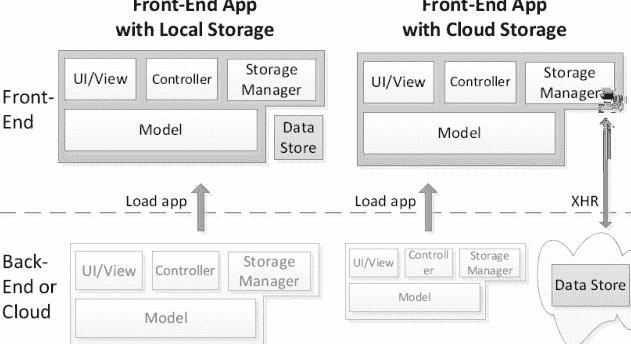 Front-End App
with Local Storage
Front-End App
with Cloud Storage
Front-
End
UI/View
Controller
Storage
Manager
Model
Data
Store
UI/View
Controller
Storage
Manager
Model
Load app
Load app
XHR
Back-
End or
Cloud
UI/View
Controller
Storage
Manager
Model
UI/View
Controll
er
Storage
Manager
Model
Data Store